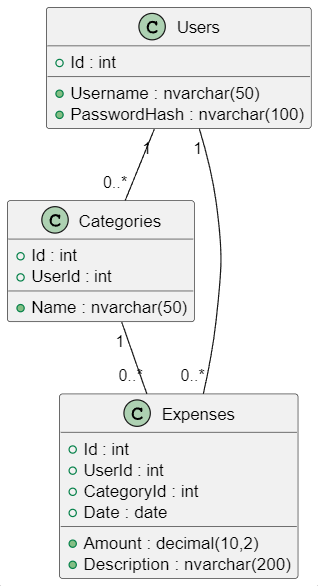 C Users
Id : int
Username : nvarchar(50)
PasswordHash : nvarchar(100)
1 1
0..*
C Categories
Id : int
UserId : int
Name : nvarchar(50)
1
0..* 0..*
C Expenses
Id : int
UserId : int
CategoryId : int
Date : date
Amount : decimal(10,2)
Description : nvarchar(200)